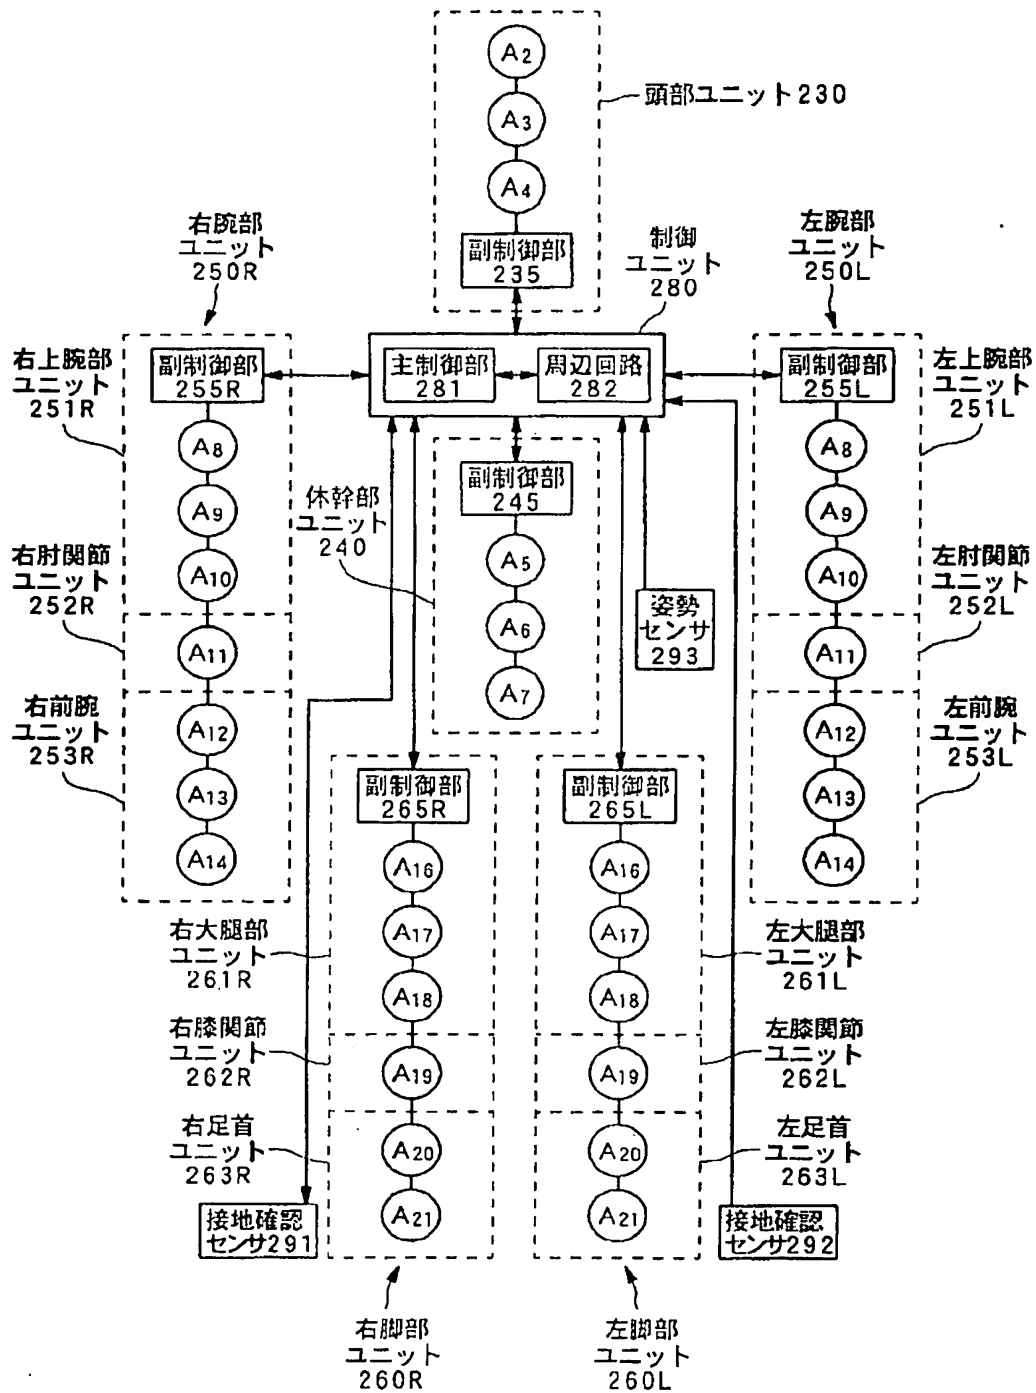 A2
A3
A4
副制御部
235
頭部ユニット230
右腕部
ユニット
250R
制御
ユニット
280
左腕部
ユニット
250L
主制御部
281
周辺回路
282
右上腕部
ユニット
251R
副制御部
255R
A8
A9
A10
右肘関節
ユニット
252R
A11
右前腕
ユニット
253R
A12
A13
A14
体幹部
ユニット
240
副制御部
245
A5
A6
A7
姿勢
センサ
293
副制御部
255L
A8
A9
A10
左上腕部
ユニット
251L
A11
左肘関節
ユニット
252L
A12
A13
A14
左前腕
ユニット
253L
副制御部
265R
A16
A17
A18
右大腿部
ユニット
261R
右膝関節
ユニット
262R
A19
右足首
ユニット
263R
A20
A21
接地確認
センサ291
右脚部
ユニット
260R
副制御部
265L
A16
A17
A18
左大腿部
ユニット
261L
A19
左膝関節
ユニット
262L
A20
A21
左足首
ユニット
263L
接地確認
センサ292
左脚部
ユニット
260L